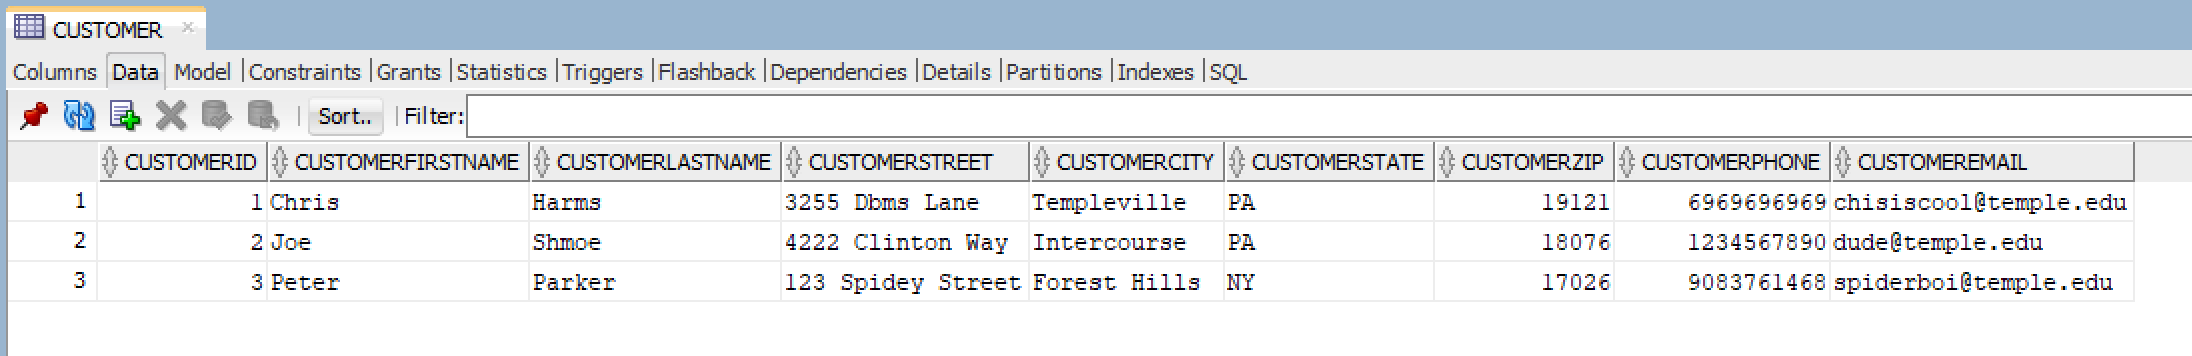 CUSTOMER
Columns Data Model Constraints Grants Statistics Triggers Flashback Dependencies Details Partitions Indexes SQL
Sort.. Filter:
CUSTOMERID CUSTOMERFIRSTNAME CUSTOMERLASTNAME CUSTOMERSTREET CUSTOMERCITY CUSTOMERSTATE CUSTOMERZIP CUSTOMERPHONE CUSTOMEREMAIL
1 1 Chris Harms 3255 Dbms Lane Templeville PA 19121 6969696969 chisiscool@temple.edu
2 2 Joe Shmoe 4222 Clinton Way Intercourse PA 18076 1234567890 dude@temple.edu
3 3 Peter Parker 123 Spidey Street Forest Hills NY 17026 9083761468 spiderboi@temple.edu